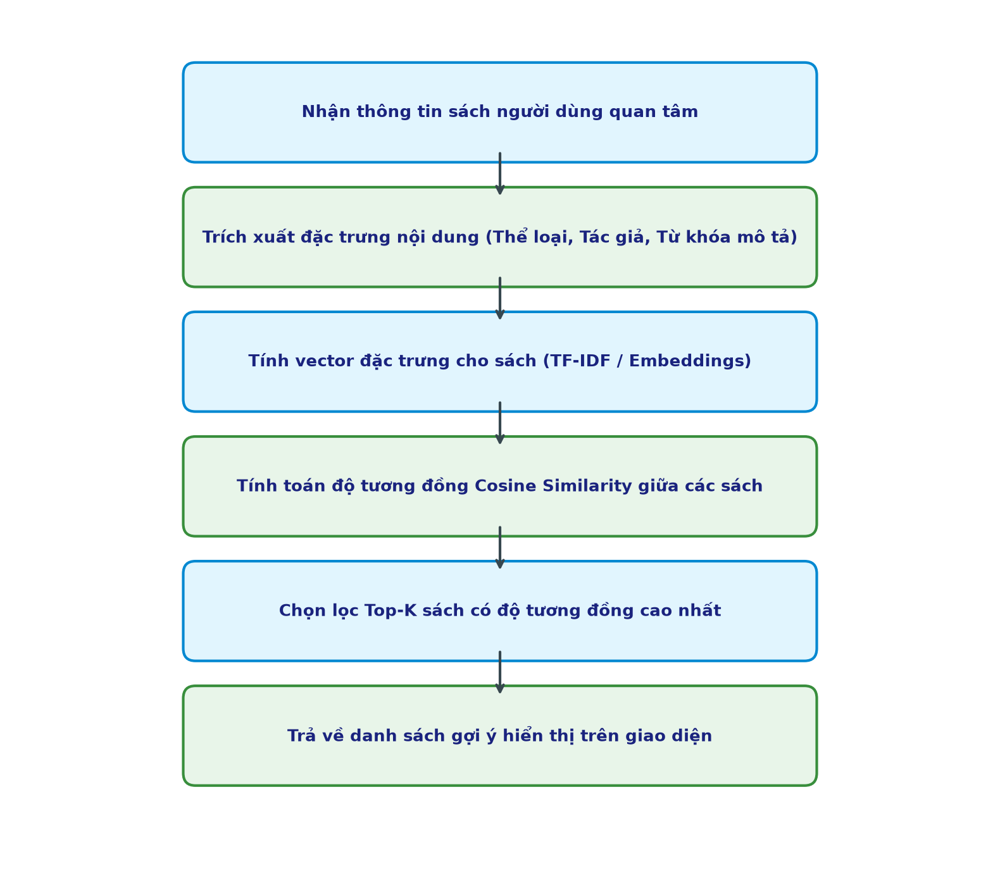 Nhận thông tin sách người dùng quan tâm
Trích xuất đặc trưng nội dung (Thể loại, Tác giả, Từ khóa mô tả)
Tính vector đặc trưng cho sách (TF-IDF / Embeddings)
Tính toán độ tương đồng Cosine Similarity giữa các sách
Chọn lọc Top-K sách có độ tương đồng cao nhất
Trả về danh sách gợi ý hiển thị trên giao diện